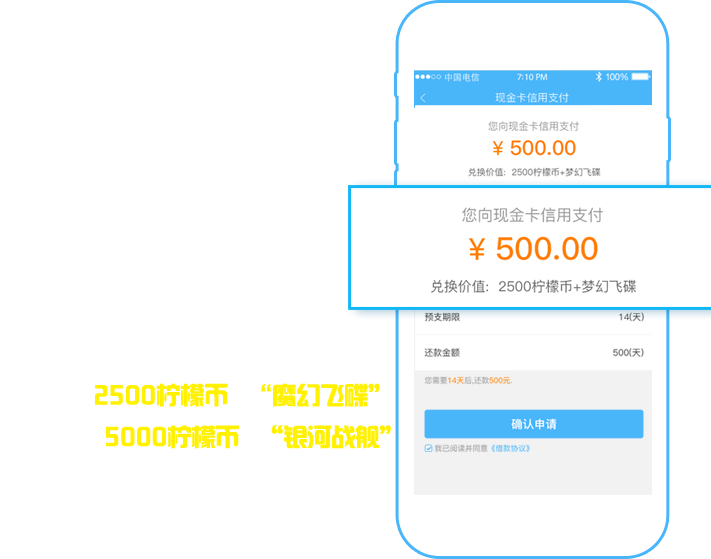 中国电信 7:10 PM 100%
现金卡信用支付
您向现金卡信用支付
¥ 500.00
兑换价值: 2500柠檬币+梦幻飞碟
您向现金卡信用支付
¥ 500.00
兑换价值: 2500柠檬币+梦幻飞碟
预支期限 14(天)
还款金额 500(天)
您需要14天后,还款500元.
确认申请
我已阅读并同意《借款协议》
2500柠檬币 “魔幻飞碟”
5000柠檬币 “银河战舰”